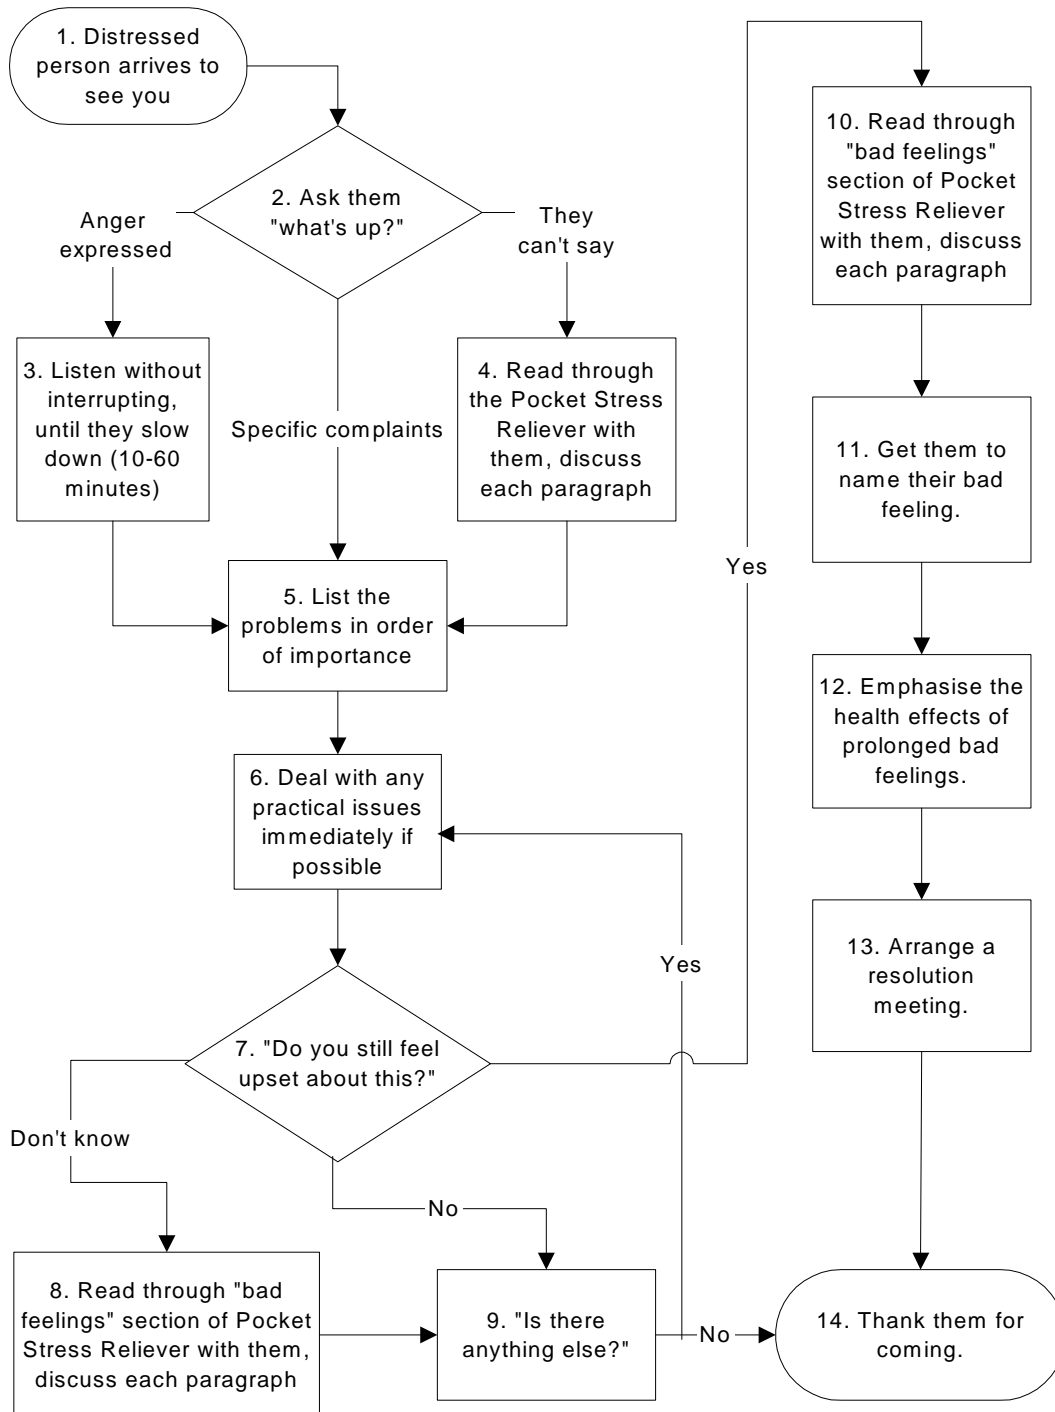 1. Distressed
person arrives to
see you
2. Ask them
"what's up?"
Anger
expressed
They
can't say
3. Listen without
interrupting,
until they slow
down (10-60
minutes)
Specific complaints
4. Read through
the Pocket Stress
Reliever with
them, discuss
each paragraph
5. List the
problems in order
of importance
6. Deal with any
practical issues
immediately if
possible
7. "Do you still feel
upset about this?"
Don't know
No
Yes
Yes
8. Read through "bad
feelings" section of Pocket
Stress Reliever with them,
discuss each paragraph
9. "Is there
anything else?"
No
10. Read through
"bad feelings"
section of Pocket
Stress Reliever
with them, discuss
each paragraph
11. Get them to
name their bad
feeling.
12. Emphasise the
health effects of
prolonged bad
feelings.
13. Arrange a
resolution
meeting.
14. Thank them for
coming.